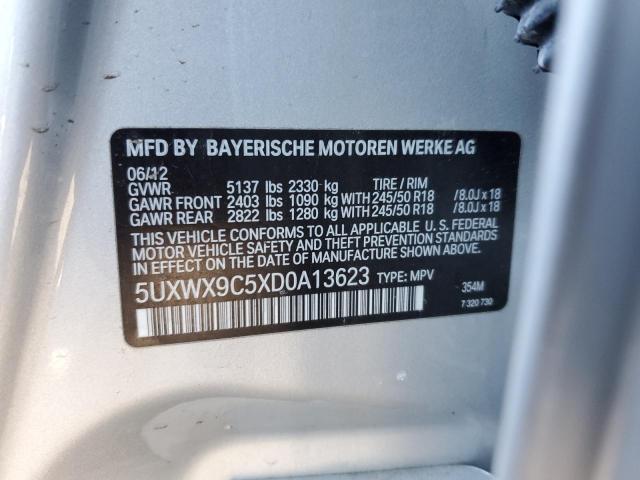 MFD BY BAYERISCHE MOTOREN WERKE AG
06/12
GVWR 5137 lbs 2330 kg TIRE / RIM
GAWR FRONT 2403 lbs 1090 kg WITH 245/50 R18 /8.0J x 18
GAWR REAR 2822 lbs 1280 kg WITH 245/50 R18 /8.0J x 18
THIS VEHICLE CONFORMS TO ALL APPLICABLE U. S. FEDERAL
MOTOR VEHICLE SAFETY AND THEFT PREVENTION STANDARDS
IN EFFECT ON THE DATE OF MANUFACTURE SHOWN ABOVE.
5UXWX9C5XD0A13623 TYPE: MPV
354M
7 320 730